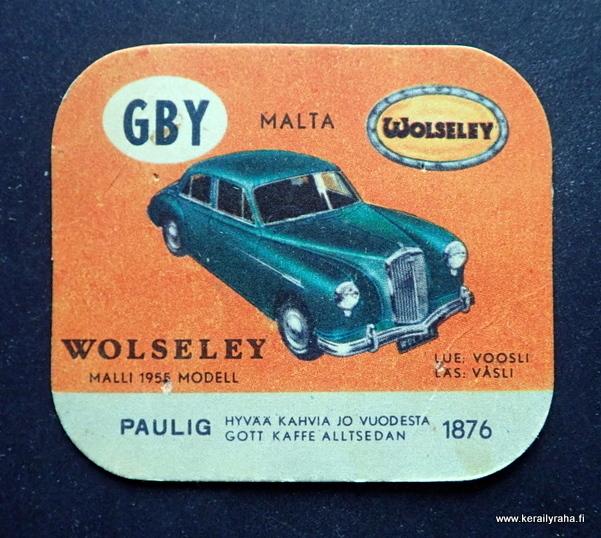 GBY
MALTA
WOLSELEY
WOLSELEY
MALLI 1955 MODELL
LUE: VOOSLI
LÄS: VÅSLI
PAULIG
HYVÄÄ KAHVIA JO VUODESTA
GOTT KAFFE ALLTSEDAN
1876
www.kerailyraha.fi